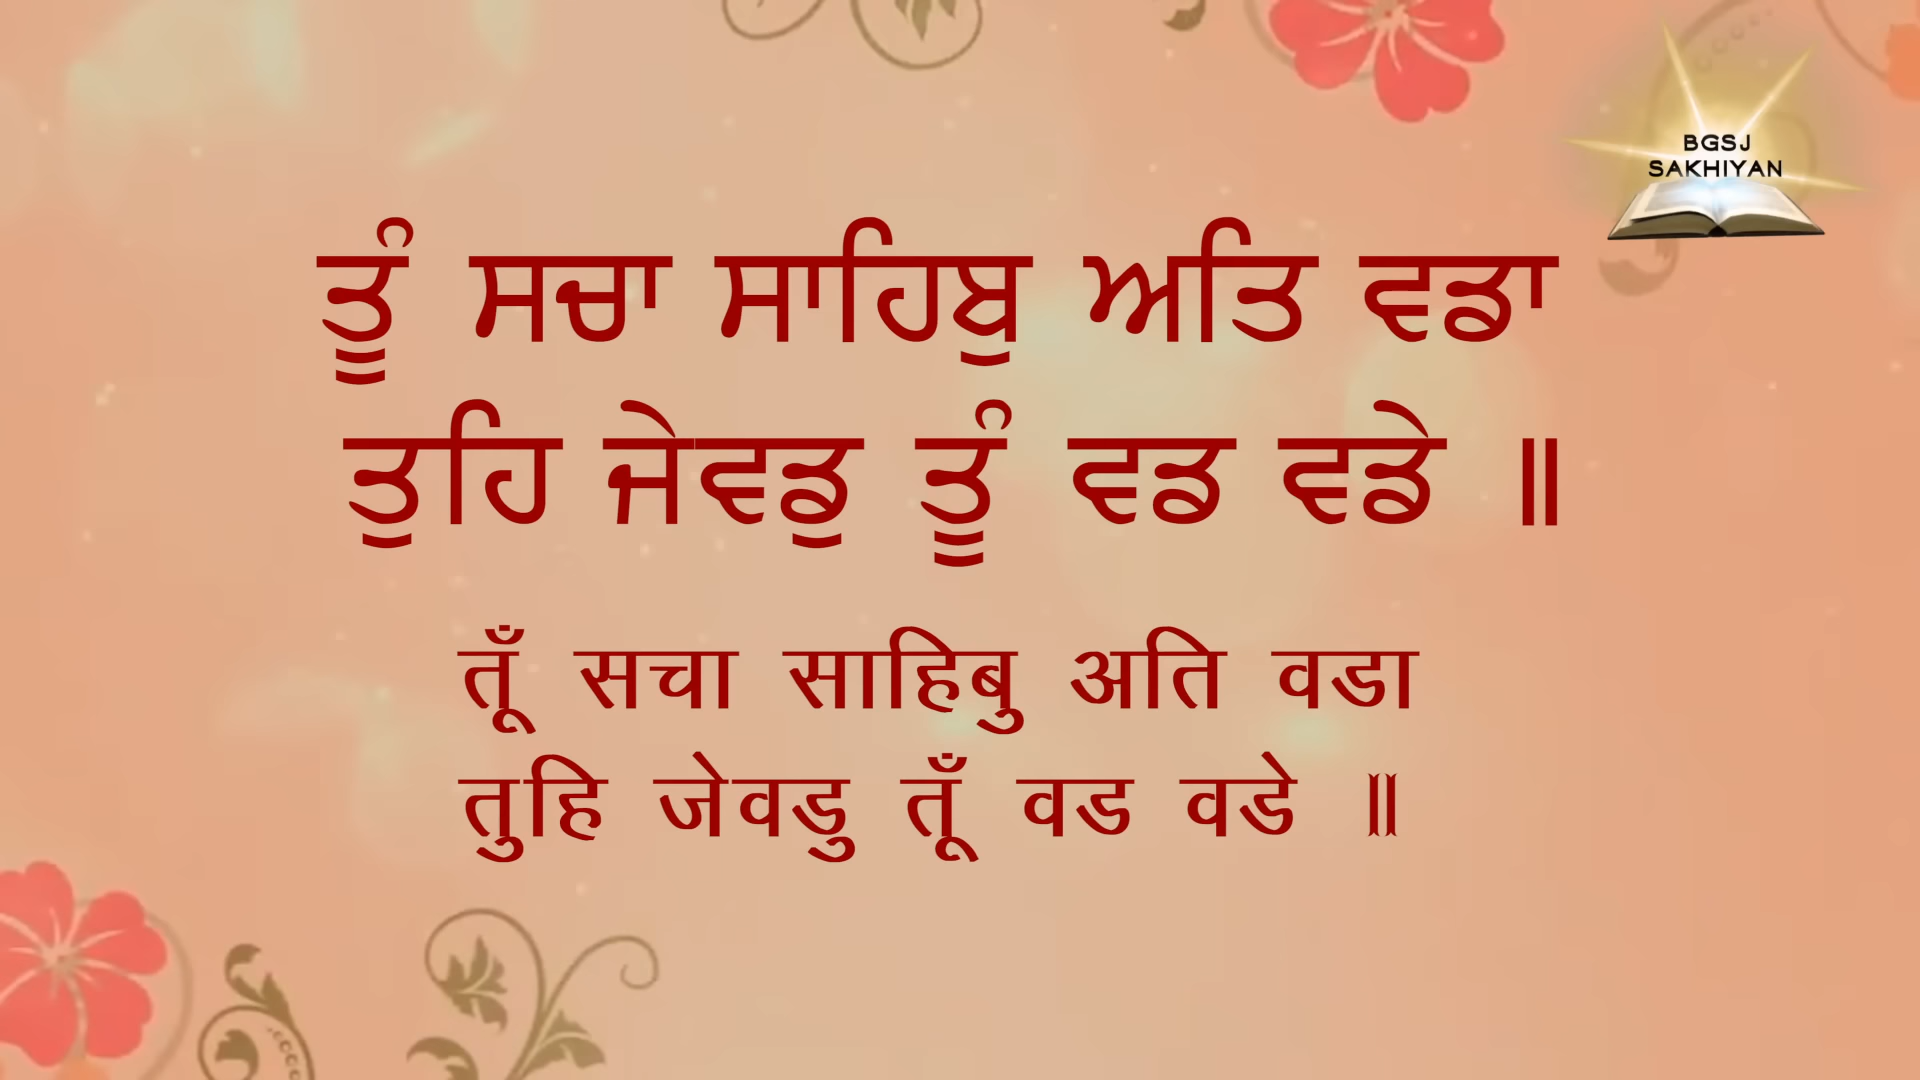 BGSJ
SAKHIYAN
ਤੂੰ ਸਚਾ ਸਾਹਿਬੁ ਅਤਿ ਵਡਾ
ਤੁਹਿ ਜੇਵਡੁ ਤੂੰ ਵਡ ਵਡੇ ॥
तूँ सचा साहिबु अति वडा
तुहि जेवडु तूँ वड वडे ॥